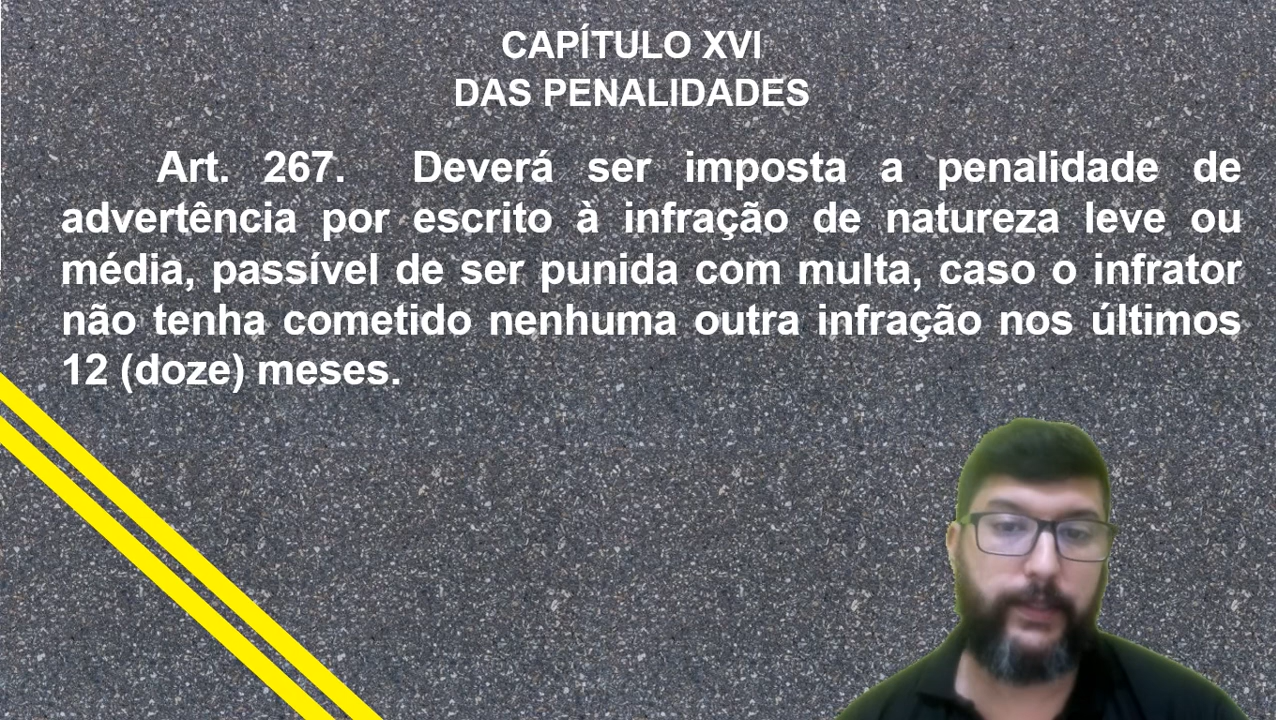 CAPÍTULO XVI
DAS PENALIDADES
Art. 267. Deverá ser imposta a penalidade de
advertência por escrito à infração de natureza leve ou
média, passível de ser punida com multa, caso o infrator
não tenha cometido nenhuma outra infração nos últimos
12 (doze) meses.